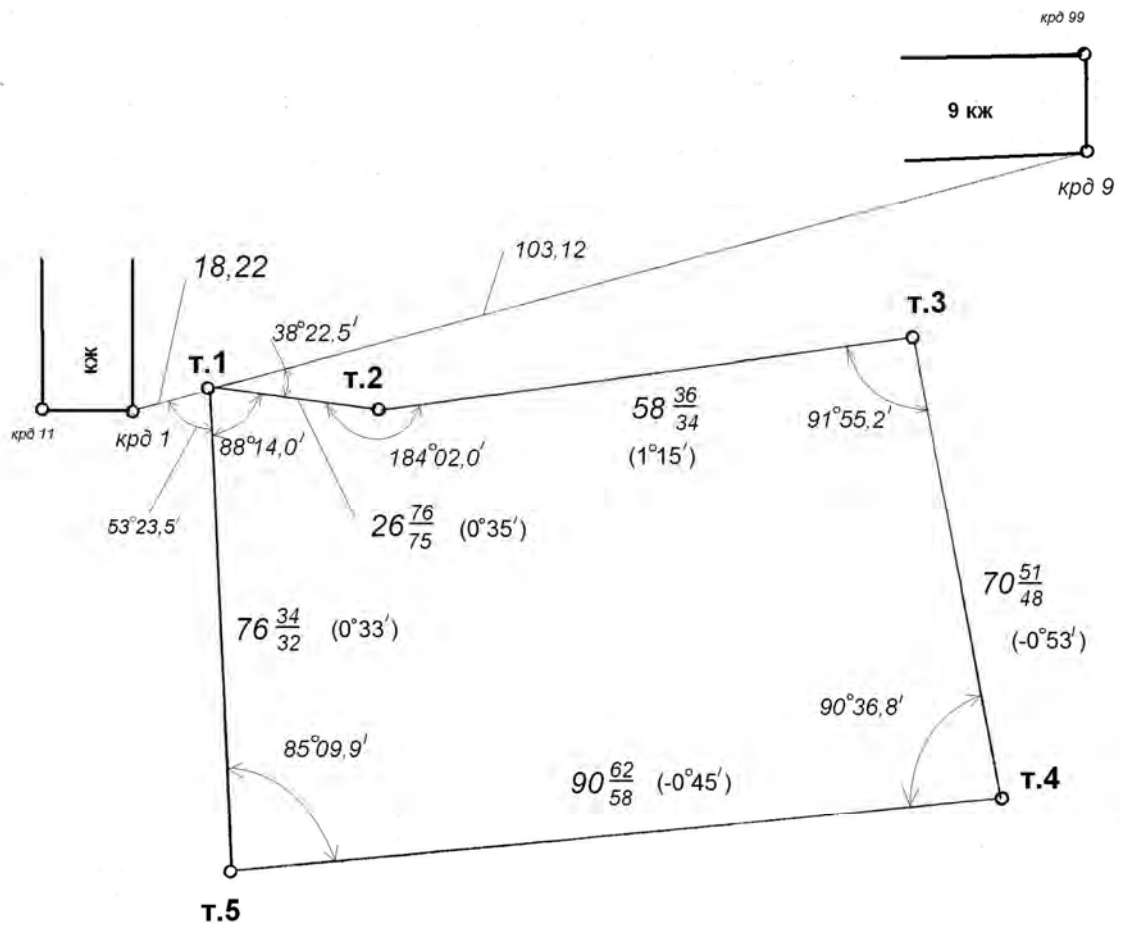 крд 99
9 кж
крд 9
103,12
18,22
т.3
38°22,5′
т.1
кж
т.2
58 36/34
(1°15′)
91°55,2′
крд 11
крд 1
88°14,0′
184°02,0′
53°23,5′
26 76/75 (0°35′)
70 51/48
(-0°53′)
76 34/32 (0°33′)
90°36,8′
85°09,9′
90 62/58 (-0°45′)
т.4
т.5